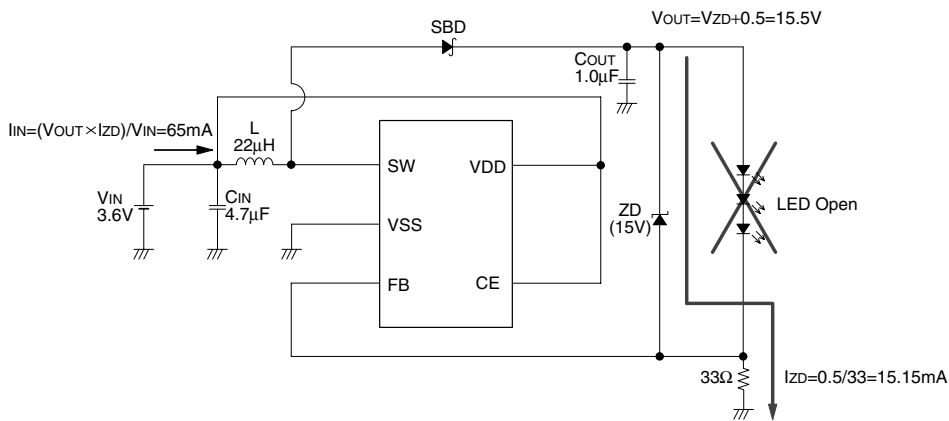 VOUT=VZD+0.5=15.5V
SBD
COUT
1.0μF
IIN=(VOUT×IZD)/VIN=65mA
L
22μH
SW
VDD
VIN
3.6V
CIN
4.7μF
VSS
ZD
(15V)
LED Open
FB
CE
33Ω
IZD=0.5/33=15.15mA